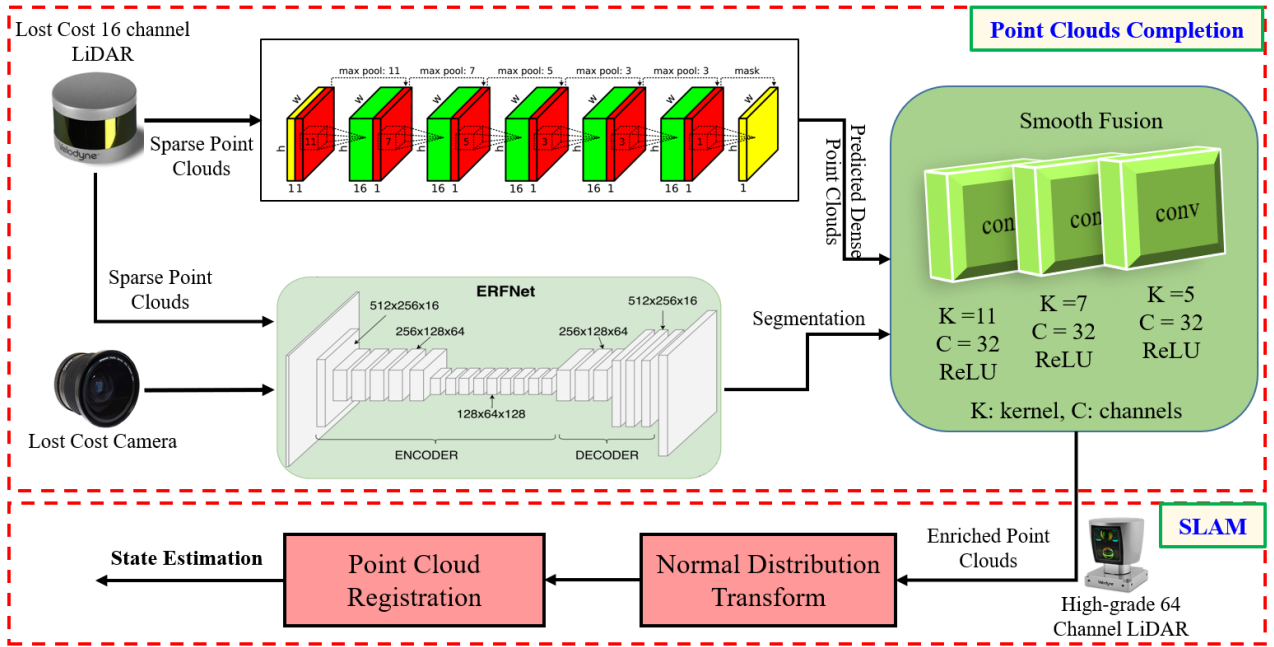 Lost Cost 16 channel
LiDAR
Point Clouds Completion
Velodyne
Sparse Point
Clouds
max pool: 11
max pool: 7
max pool: 5
max pool: 3
max pool: 3
mask
w
w
w
w
w
w
w
h
h
h
h
h
h
h
11
7
5
3
3
1
11
16 1
16 1
16 1
16 1
16 1
1
Predicted Dense
Point Clouds
Smooth Fusion
conv
conv
conv
K =11
C = 32
ReLU
K =7
C = 32
ReLU
K =5
C = 32
ReLU
K: kernel, C: channels
Sparse Point
Clouds
ERFNet
512x256x16
256x128x64
128x64x128
256x128x64
512x256x16
ENCODER
DECODER
Segmentation
Lost Cost Camera
SLAM
State Estimation
Point Cloud
Registration
Normal Distribution
Transform
Enriched Point
Clouds
Velodyne
High-grade 64
Channel LiDAR